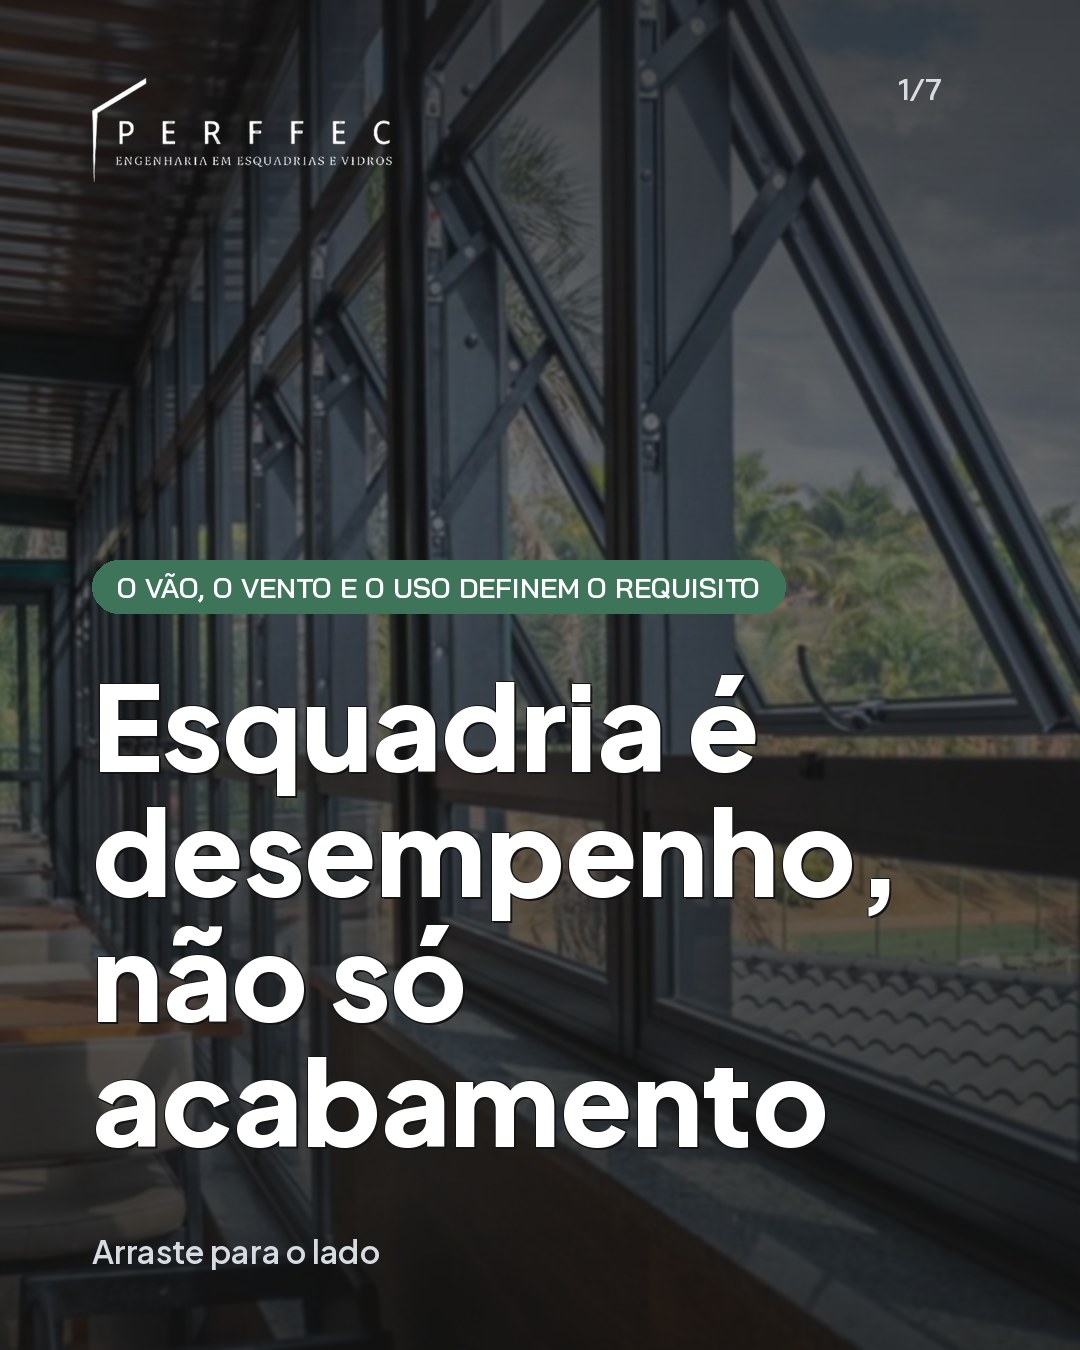 PERFFEC
ENGENHARIA EM ESQUADRIAS E VIDROS
1/7
O VÃO, O VENTO E O USO DEFINEM O REQUISITO
Esquadria é
desempenho,
não só
acabamento
Arraste para o lado